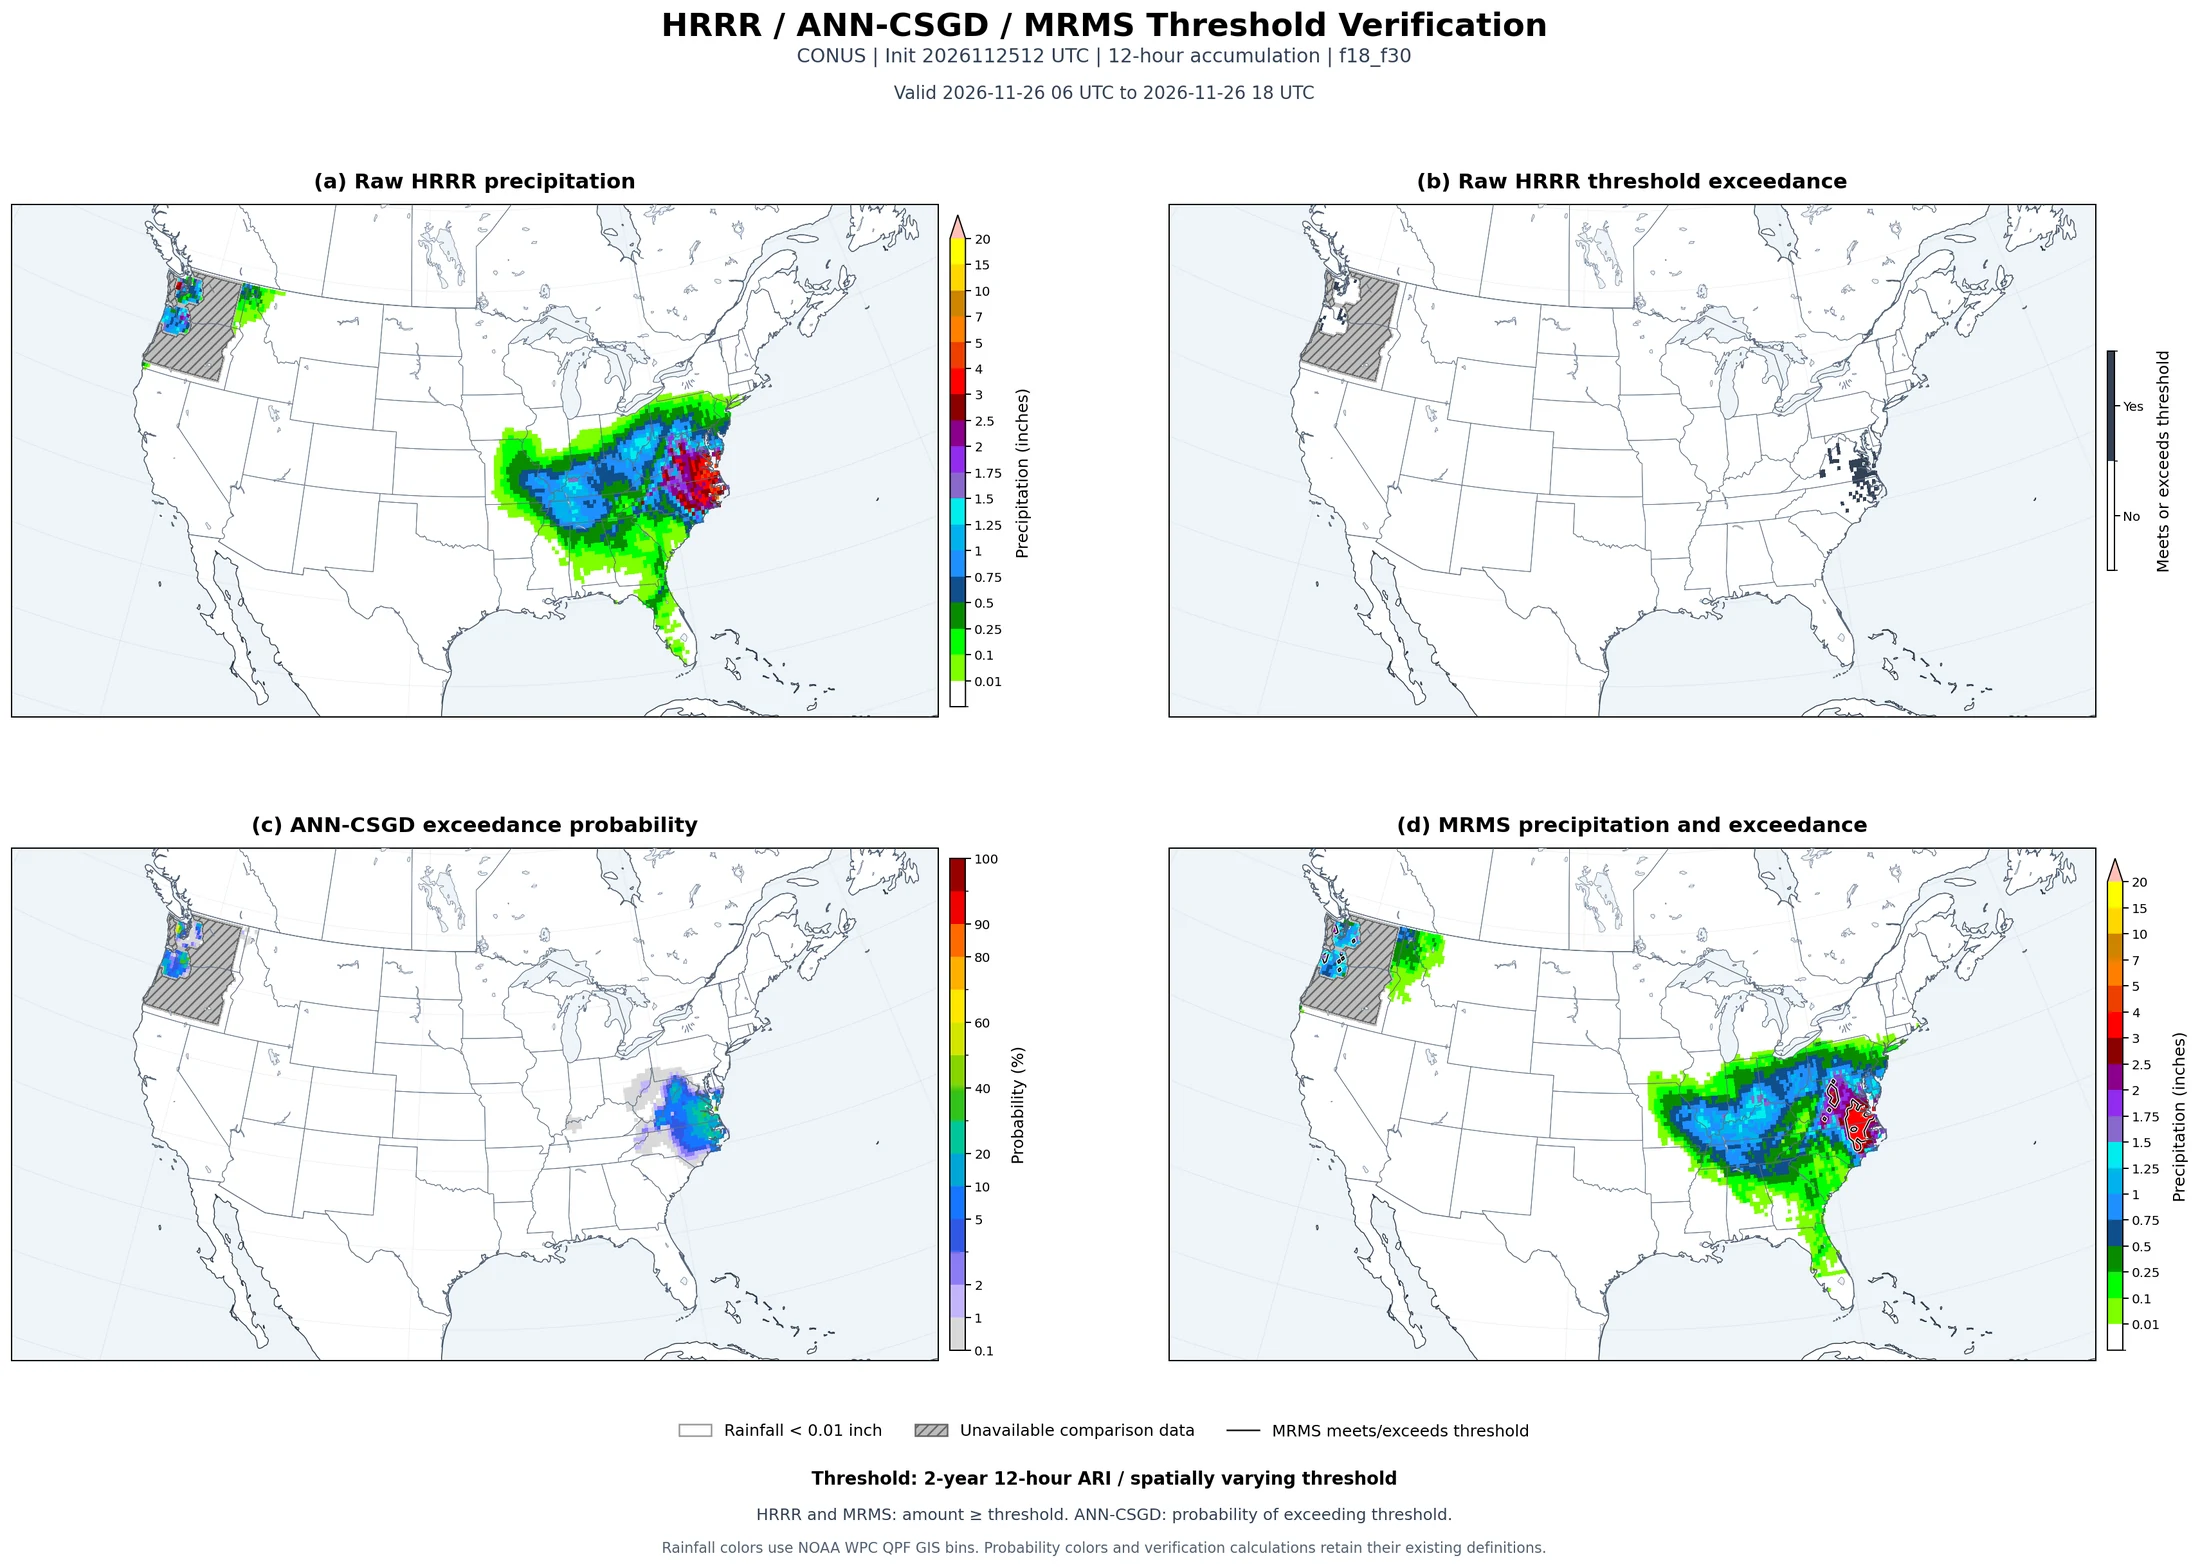 HRRR / ANN-CSGD / MRMS Threshold Verification
CONUS | Init 2026112512 UTC | 12-hour accumulation | f18_f30
Valid 2026-11-26 06 UTC to 2026-11-26 18 UTC
(a) Raw HRRR precipitation
20
15
10
7
5
4
3
2.5
2
1.75
1.5
1.25
1
0.75
0.5
0.25
0.1
0.01
Precipitation (inches)
(b) Raw HRRR threshold exceedance
Yes
No
Meets or exceeds threshold
(c) ANN-CSGD exceedance probability
100
90
80
60
40
20
10
5
2
1
0.1
Probability (%)
(d) MRMS precipitation and exceedance
20
15
10
7
5
4
3
2.5
2
1.75
1.5
1.25
1
0.75
0.5
0.25
0.1
0.01
Precipitation (inches)
Rainfall < 0.01 inch
Unavailable comparison data
MRMS meets/exceeds threshold
Threshold: 2-year 12-hour ARI / spatially varying threshold
HRRR and MRMS: amount ≥ threshold. ANN-CSGD: probability of exceeding threshold.
Rainfall colors use NOAA WPC QPF GIS bins. Probability colors and verification calculations retain their existing definitions.